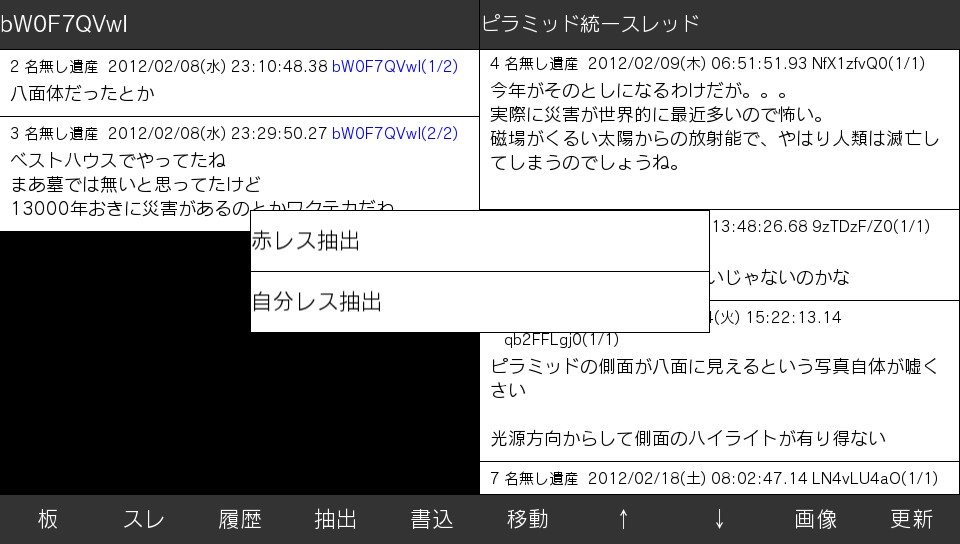 bW0F7QVwI
2 名無し遺産 2012/02/08(水) 23:10:48.38 bW0F7QVwI(1/2)
八面体だったとか
3 名無し遺産 2012/02/08(水) 23:29:50.27 bW0F7QVwI(2/2)
ベストハウスでやってたね
まあ墓では無いと思ってたけど
13000年おきに災害があるのとかワクテカだね
ピラミッド統一スレッド
4 名無し遺産 2012/02/09(木) 06:51:51.93 NfX1zfvQ0(1/1)
今年がそのとしになるわけだが。。。
実際に災害が世界的に最近多いので怖い。
磁場がくるい太陽からの放射能で、やはり人類は滅亡し
てしまうのでしょうね。
13:48:26.68 9zTDzF/Z0(1/1)
いじゃないのかな
(火) 15:22:13.14
qb2FFLgj0(1/1)
ピラミッドの側面が八面に見えるという写真自体が嘘く
さい
光源方向からして側面のハイライトが有り得ない
7 名無し遺産 2012/02/18(土) 08:02:47.14 LN4vLU4aO(1/1)
赤レス抽出
自分レス抽出
板 スレ 履歴 抽出 書込 移動 ↑ ↓ 画像 更新